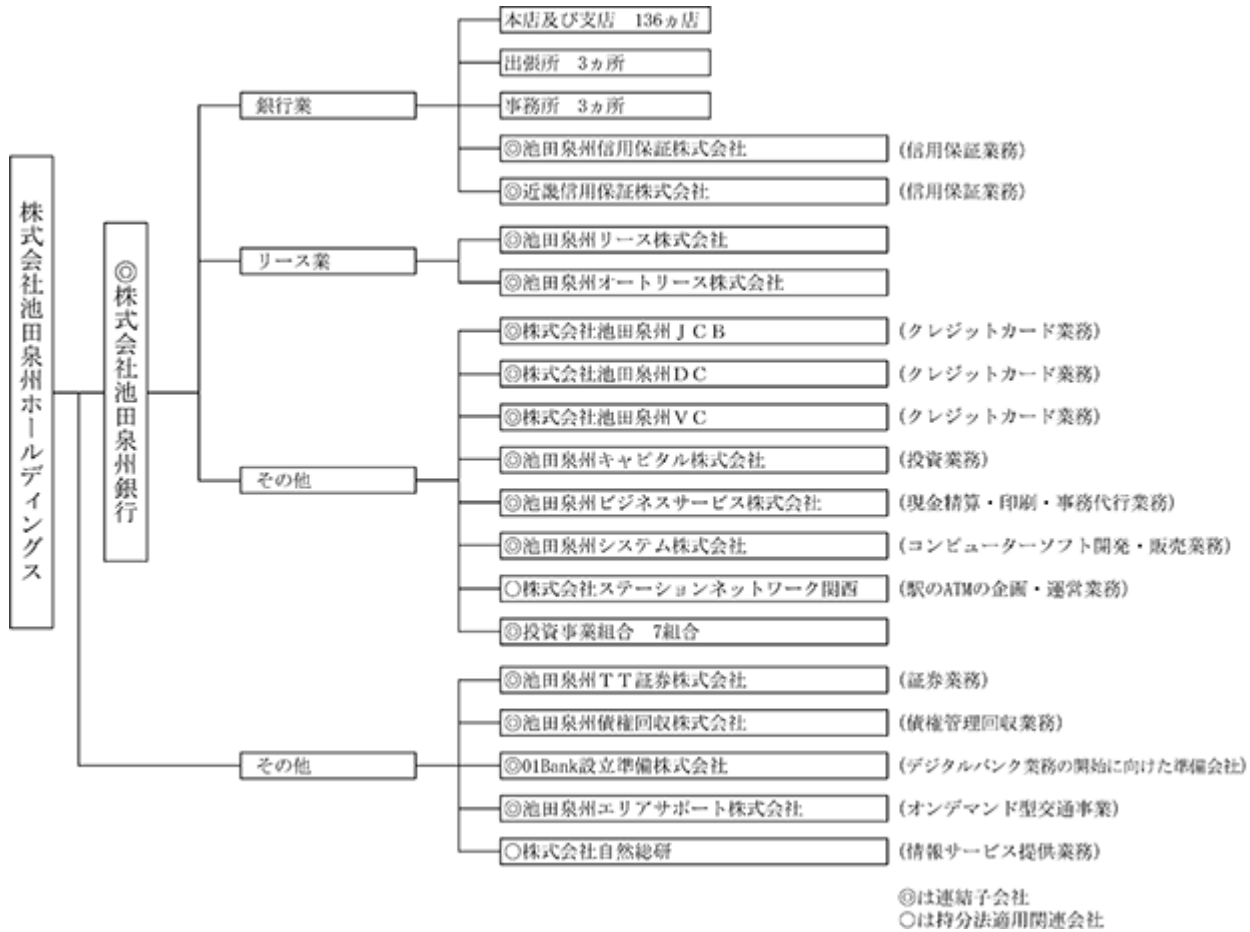 株式会社池田泉州ホールディングス
◎株式会社池田泉州銀行
銀行業
本店及び支店　136ヵ店
出張所　3ヵ所
事務所　3ヵ所
◎池田泉州信用保証株式会社　(信用保証業務)
◎近畿信用保証株式会社　(信用保証業務)
リース業
◎池田泉州リース株式会社
◎池田泉州オートリース株式会社
その他
◎株式会社池田泉州ＪＣＢ　(クレジットカード業務)
◎株式会社池田泉州ＤＣ　(クレジットカード業務)
◎株式会社池田泉州ＶＣ　(クレジットカード業務)
◎池田泉州キャピタル株式会社　(投資業務)
◎池田泉州ビジネスサービス株式会社　(現金精算・印刷・事務代行業務)
◎池田泉州システム株式会社　(コンピューターソフト開発・販売業務)
○株式会社ステーションネットワーク関西　(駅のATMの企画・運営業務)
◎投資事業組合　7組合
その他
◎池田泉州ＴＴ証券株式会社　(証券業務)
◎池田泉州債権回収株式会社　(債権管理回収業務)
◎01Bank設立準備株式会社　(デジタルバンク業務の開始に向けた準備会社)
◎池田泉州エリアサポート株式会社　(オンデマンド型交通事業)
○株式会社自然総研　(情報サービス提供業務)
◎は連結子会社
○は持分法適用関連会社